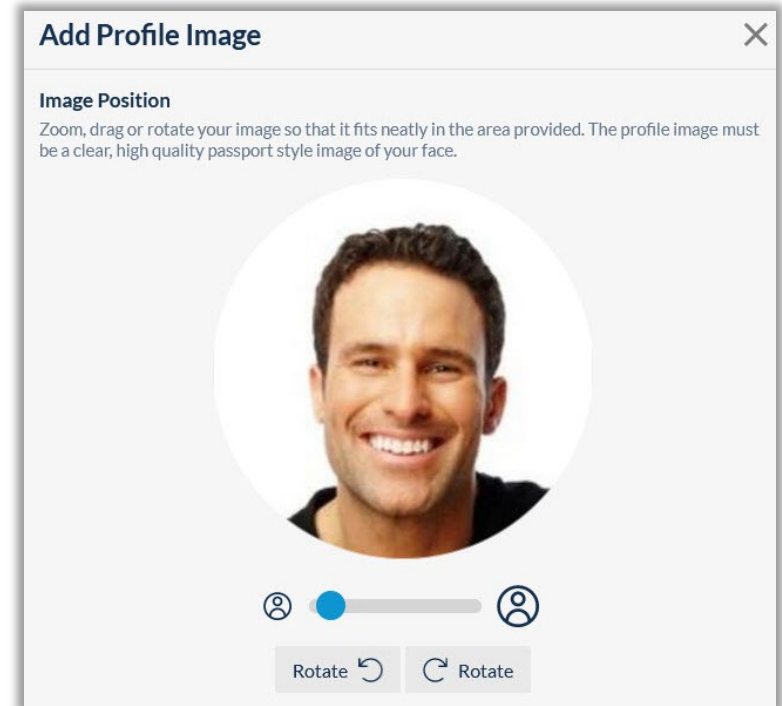 Add Profile Image
Image Position
Zoom, drag or rotate your image so that it fits neatly in the area provided. The profile image must
be a clear, high quality passport style image of your face.
Rotate
Rotate